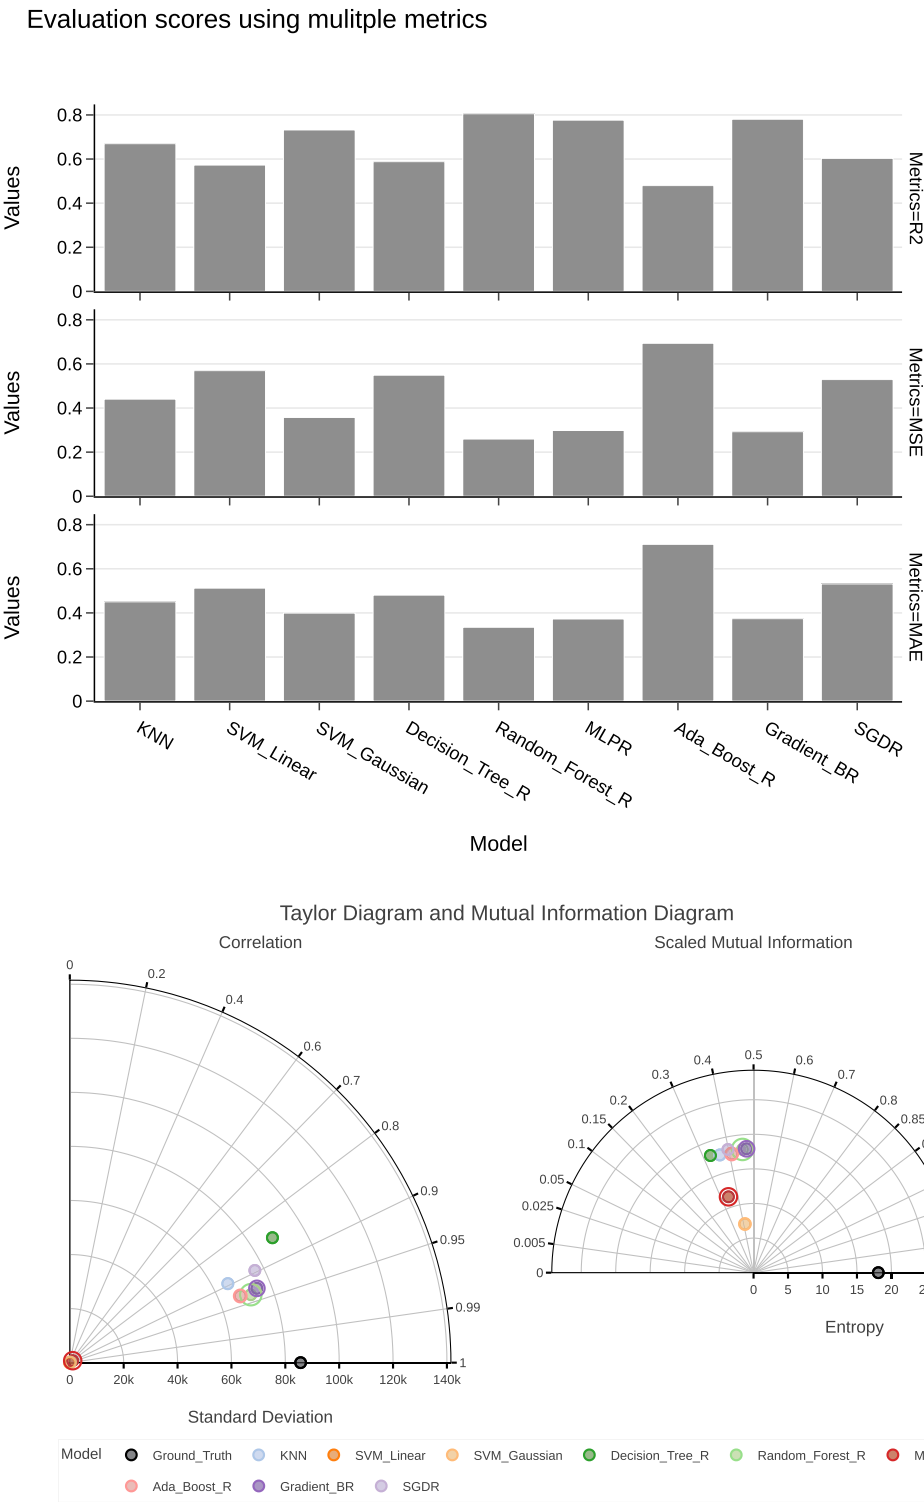 Evaluation scores using mulitple metrics
0.8
0.6
0.4
0.2
0
Values
Metrics=R2
0.8
0.6
0.4
0.2
0
Values
Metrics=MSE
0.8
0.6
0.4
0.2
0
Values
Metrics=MAE
KNN
SVM_Linear
SVM_Gaussian
Decision_Tree_R
Random_Forest_R
MLPR
Ada_Boost_R
Gradient_BR
SGDR
Model
Taylor Diagram and Mutual Information Diagram
Correlation
0
0.2
0.4
0.6
0.7
0.8
0.9
0.95
0.99
1
0 20k 40k 60k 80k 100k 120k 140k
Standard Deviation
Scaled Mutual Information
0
0.005
0.025
0.05
0.1
0.15
0.2
0.3
0.4
0.5
0.6
0.7
0.8
0.85
0 5 10 15 20
Entropy
Model Ground_Truth KNN SVM_Linear SVM_Gaussian Decision_Tree_R Random_Forest_R
Ada_Boost_R Gradient_BR SGDR